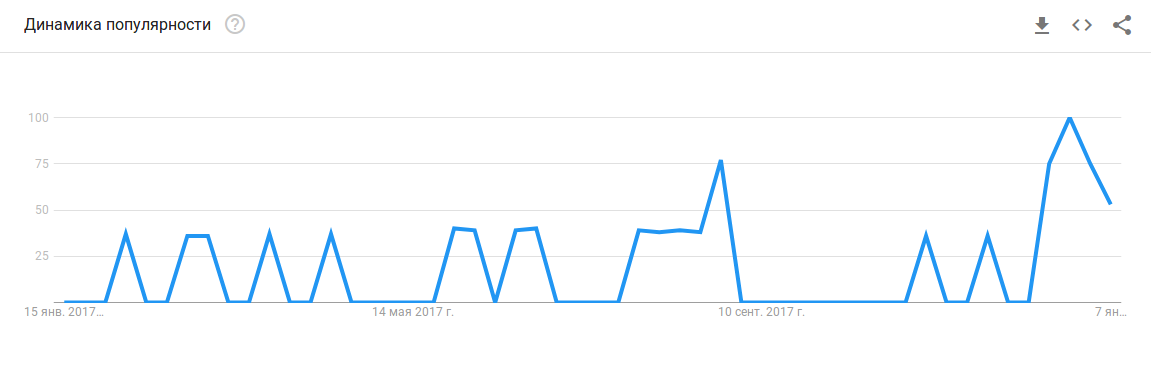 Динамика популярности
100
75
50
25
15 янв. 2017…
14 мая 2017 г.
10 сент. 2017 г.
7 ян…